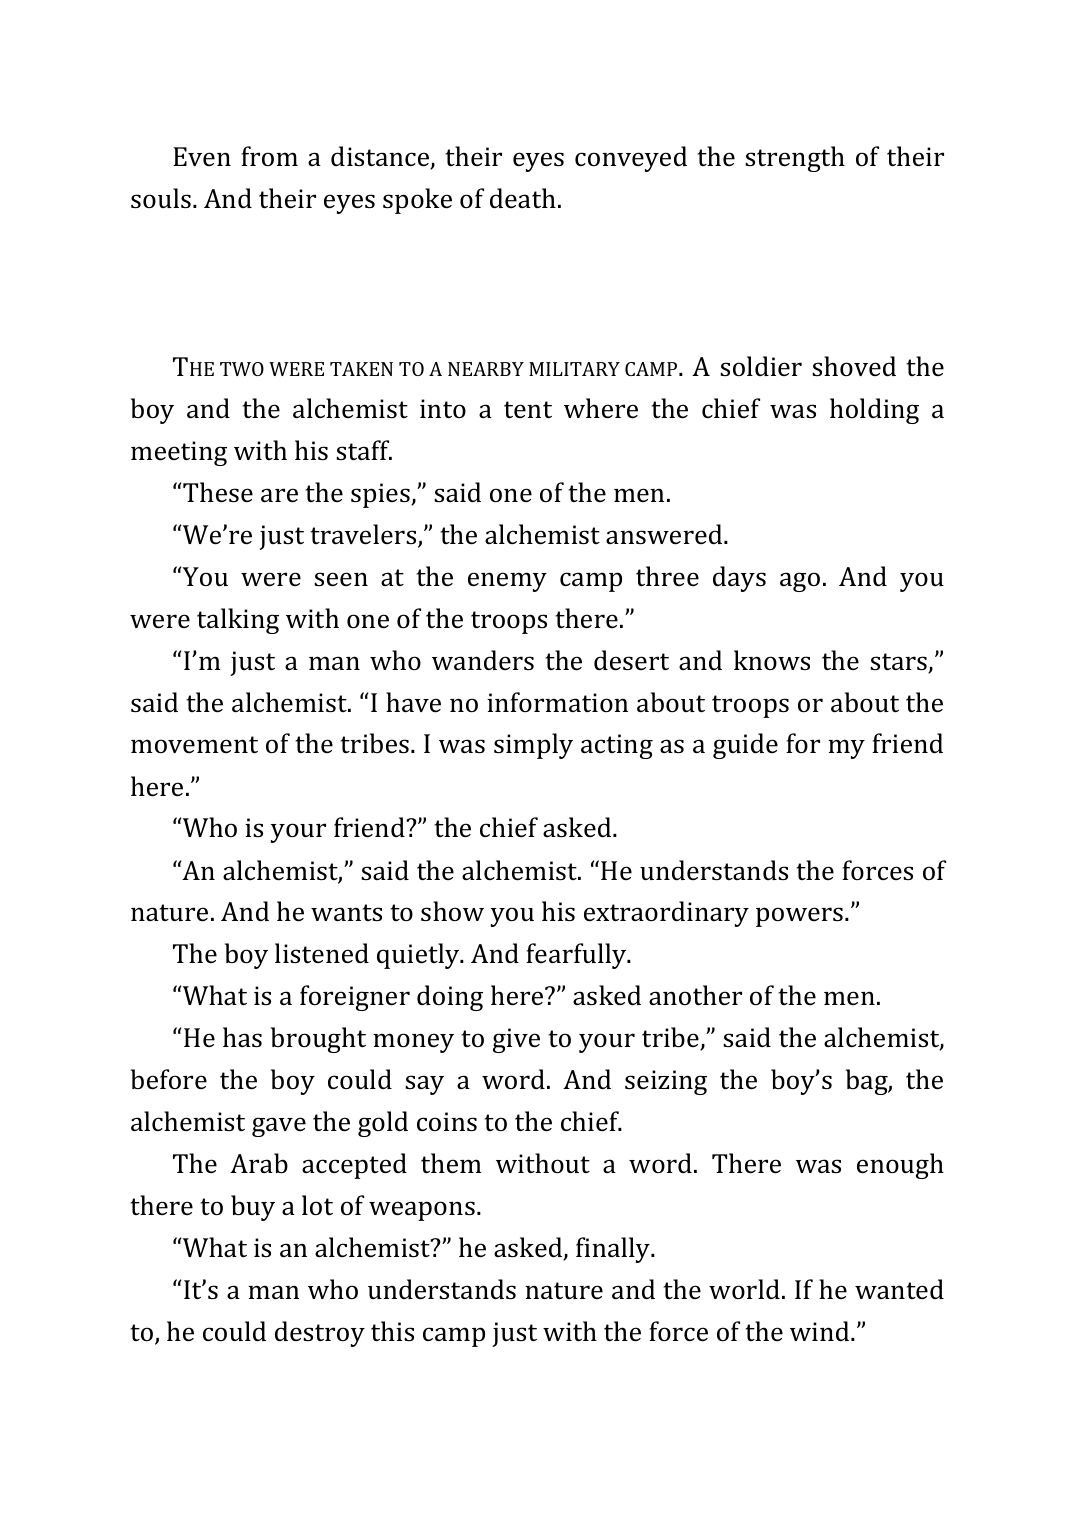 Even from a distance, their eyes conveyed the strength of their
souls. And their eyes spoke of death.
THE TWO WERE TAKEN TO A NEARBY MILITARY CAMP. A soldier shoved the
boy and the alchemist into a tent where the chief was holding a
meeting with his staff.
“These are the spies,” said one of the men.
“We’re just travelers,” the alchemist answered.
“You were seen at the enemy camp three days ago. And you
were talking with one of the troops there.”
“I’m just a man who wanders the desert and knows the stars,”
said the alchemist. “I have no information about troops or about the
movement of the tribes. I was simply acting as a guide for my friend
here.”
“Who is your friend?” the chief asked.
“An alchemist,” said the alchemist. “He understands the forces of
nature. And he wants to show you his extraordinary powers.”
The boy listened quietly. And fearfully.
“What is a foreigner doing here?” asked another of the men.
“He has brought money to give to your tribe,” said the alchemist,
before the boy could say a word. And seizing the boy’s bag, the
alchemist gave the gold coins to the chief.
The Arab accepted them without a word. There was enough
there to buy a lot of weapons.
“What is an alchemist?” he asked, finally.
“It’s a man who understands nature and the world. If he wanted
to, he could destroy this camp just with the force of the wind.”